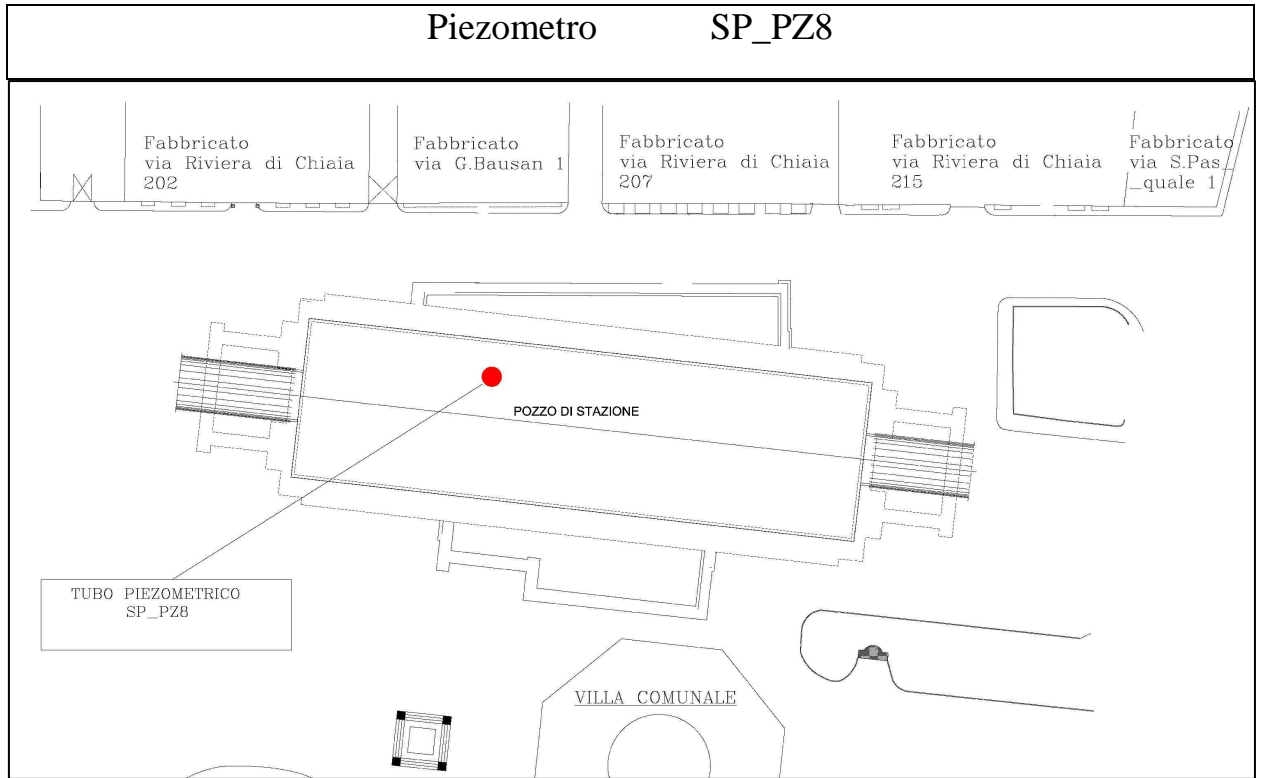 Piezometro SP_PZ8
Fabbricato
via Riviera di Chiaia
202
Fabbricato
via G.Bausan 1
Fabbricato
via Riviera di Chiaia
207
Fabbricato
via Riviera di Chiaia
215
Fabbricato
via S.Pas
_quale 1
POZZO DI STAZIONE
TUBO PIEZOMETRICO
SP_PZ8
VILLA COMUNALE